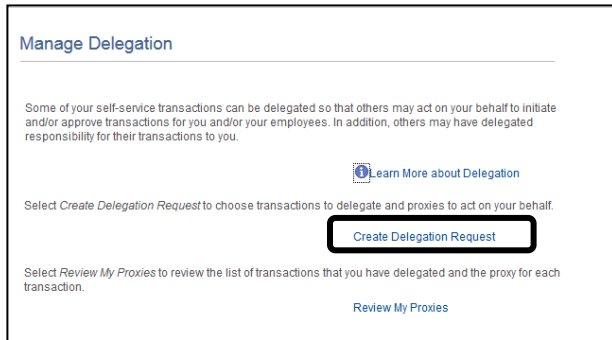 Manage Delegation
Some of your self-service transactions can be delegated so that others may act on your behalf to initiate
and/or approve transactions for you and/or your employees. In addition, others may have delegated
responsibility for their transactions to you.
Learn More about Delegation
Select Create Delegation Request to choose transactions to delegate and proxies to act on your behalf.
Create Delegation Request
Select Review My Proxies to review the list of transactions that you have delegated and the proxy for each
transaction.
Review My Proxies